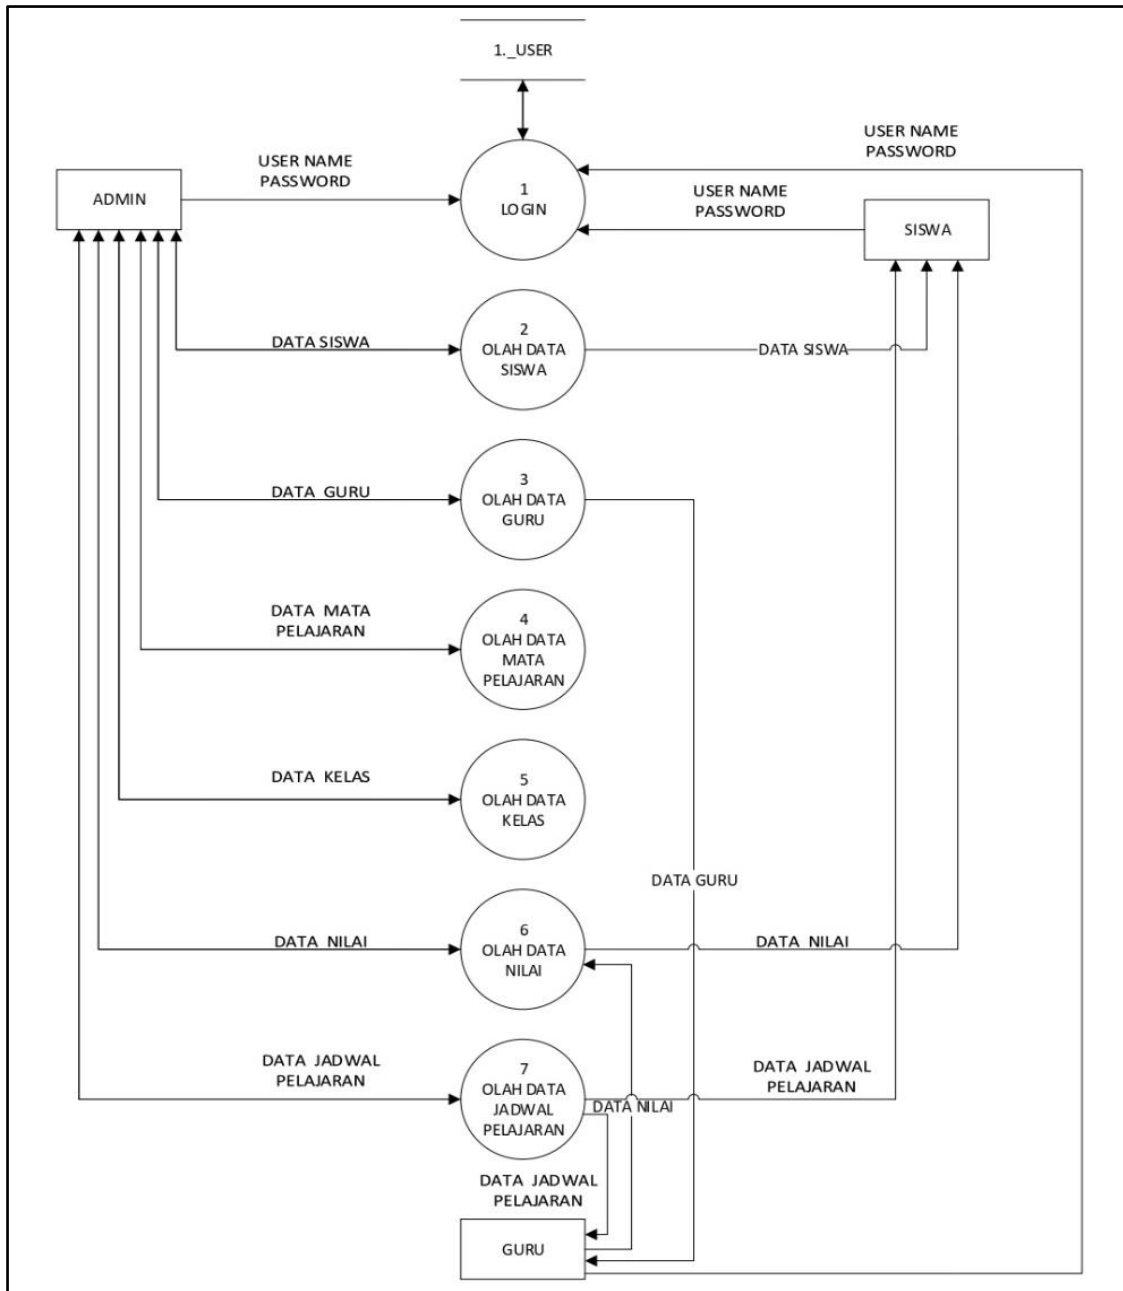 1._USER
USER NAME
PASSWORD
USER NAME
PASSWORD
ADMIN
1
LOGIN
USER NAME
PASSWORD
SISWA
DATA SISWA
2
OLAH DATA
SISWA
DATA SISWA
DATA GURU
3
OLAH DATA
GURU
DATA MATA
PELAJARAN
4
OLAH DATA
MATA
PELAJARAN
DATA KELAS
5
OLAH DATA
KELAS
DATA GURU
DATA NILAI
6
OLAH DATA
NILAI
DATA NILAI
DATA JADWAL
PELAJARAN
7
OLAH DATA
JADWAL
PELAJARAN
DATA JADWAL
PELAJARAN
DATA NILAI
DATA JADWAL
PELAJARAN
GURU